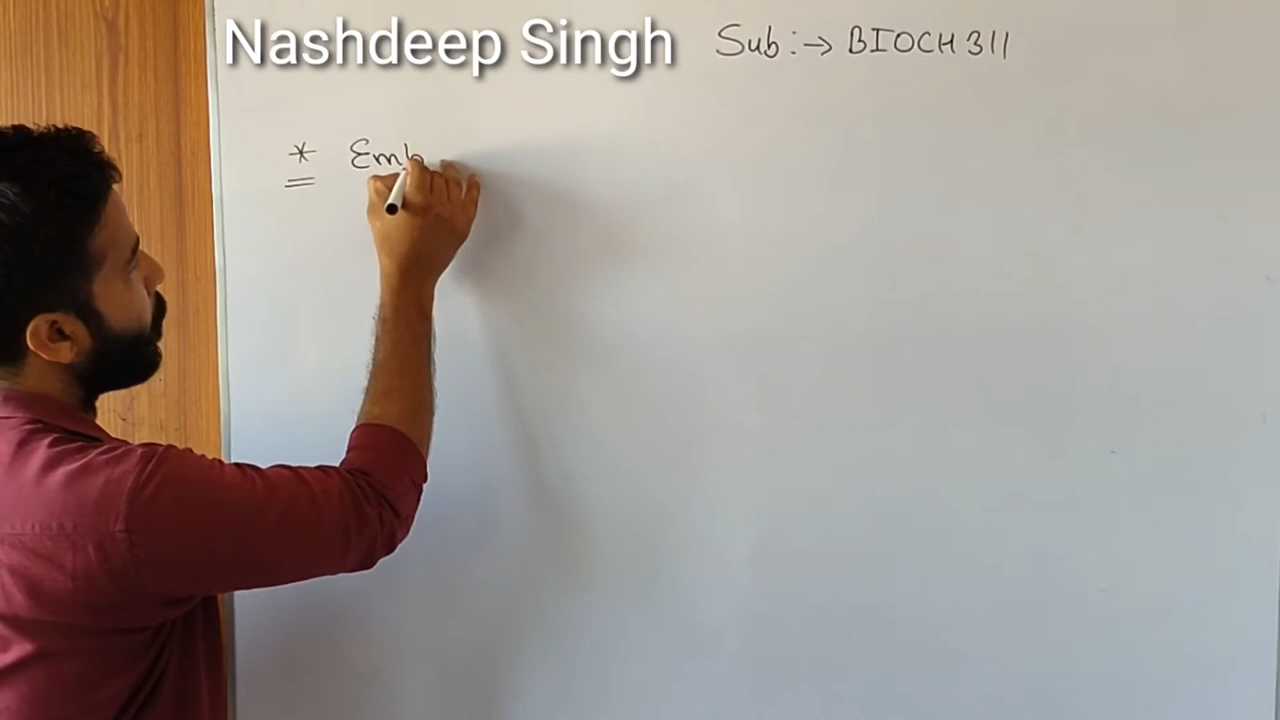 Nashdeep Singh
Sub:→ BIOCH 311
* Emb